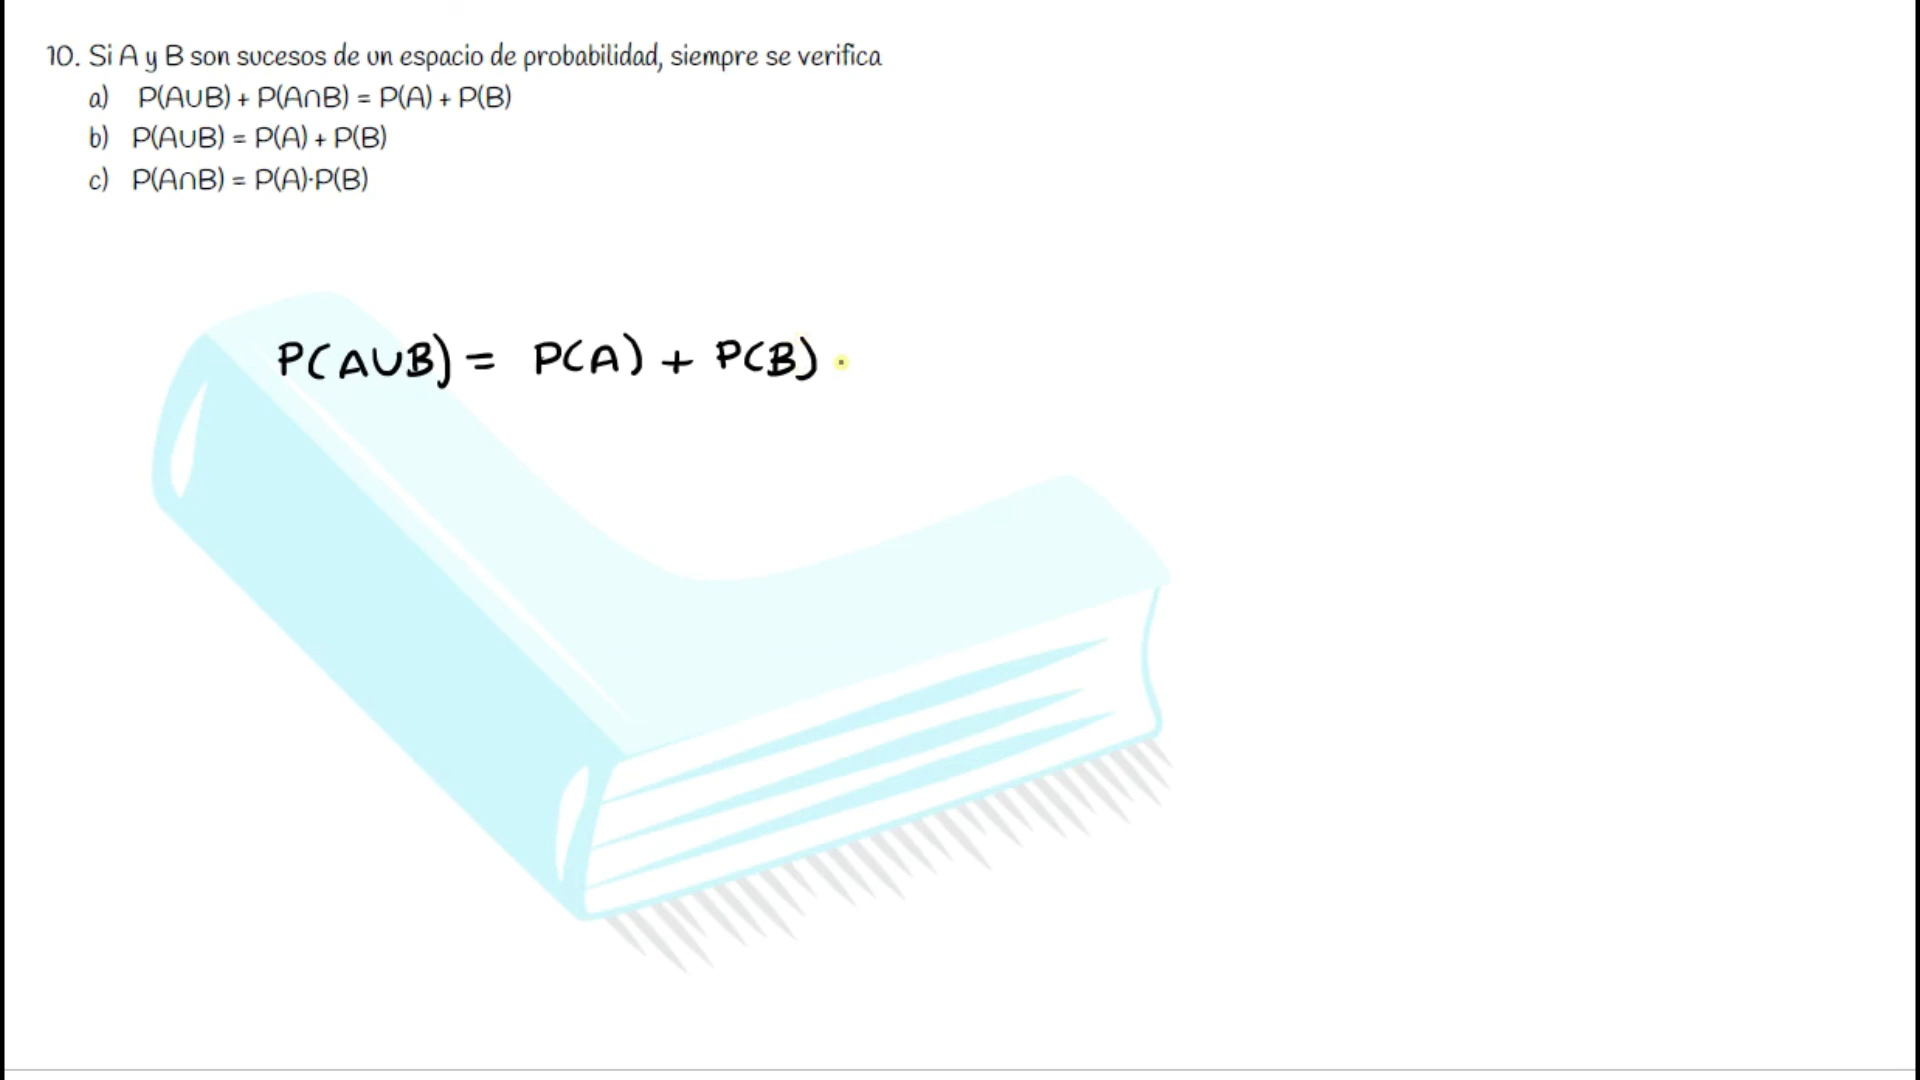 10. Si A y B son sucesos de un espacio de probabilidad, siempre se verifica
a) P(A∪B) + P(A∩B) = P(A) + P(B)
b) P(A∪B) = P(A) + P(B)
c) P(A∩B) = P(A)·P(B)
P(A∪B) = P(A) + P(B)